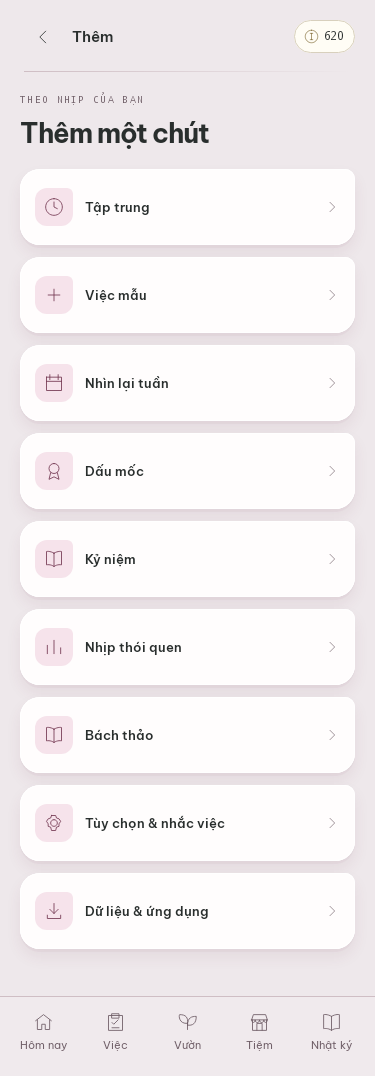 Thêm
620
THEO NHỊP CỦA BẠN
Thêm một chút
Tập trung
Việc mẫu
Nhìn lại tuần
Dấu mốc
Kỷ niệm
Nhịp thói quen
Bách thảo
Tùy chọn & nhắc việc
Dữ liệu & ứng dụng
Hôm nay
Việc
Vườn
Tiệm
Nhật ký